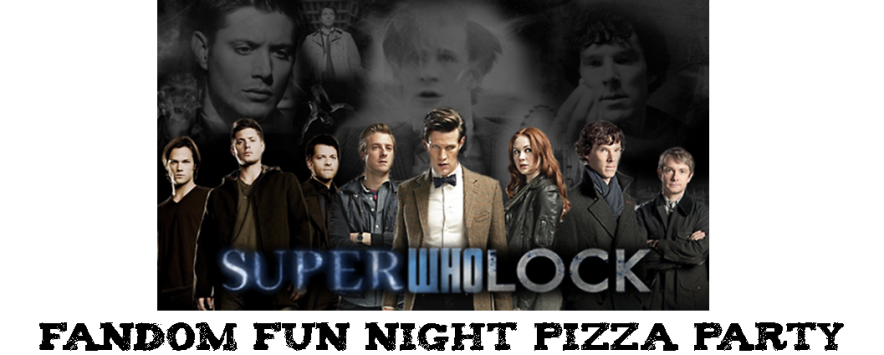 SUPERWHOLOCK
FANDOM FUN NIGHT PIZZA PARTY